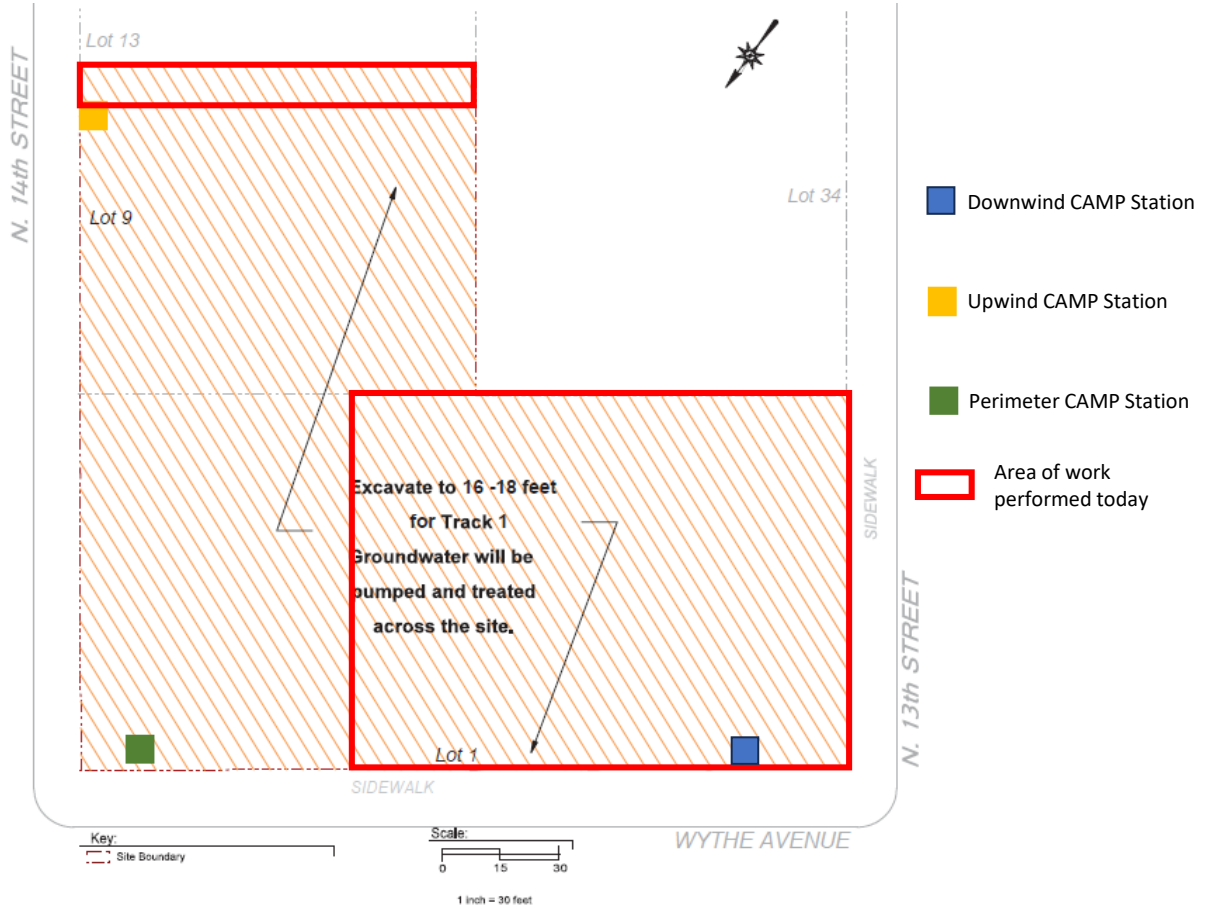 Lot 13
N. 14th STREET
Lot 9
Lot 34
Downwind CAMP Station
Upwind CAMP Station
Perimeter CAMP Station
Area of work
performed today
Excavate to 16 -18 feet
for Track 1
Groundwater will be
pumped and treated
across the site.
SIDEWALK
N. 13th STREET
Lot 1
SIDEWALK
WYTHE AVENUE
Key:
Site Boundary
Scale:
0 15 30
1 inch = 30 feet